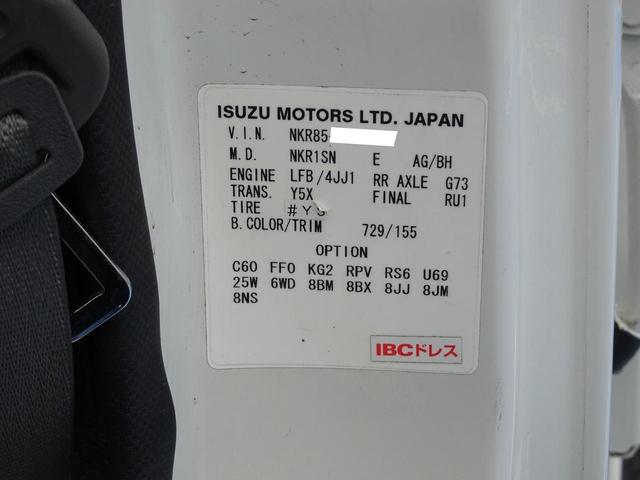 ISUZU MOTORS LTD. JAPAN
V.I.N. NKR85-
M.D. NKR1SN E AG/BH
ENGINE LFB/4JJ1 RR AXLE G73
TRANS. Y5X FINAL RU1
TIRE #Y
B.COLOR/TRIM 729/155
OPTION
C60 FF0 KG2 RPV RS6 U69
25W 6WD 8BM 8BX 8JJ 8JM
8NS
IBCドレス